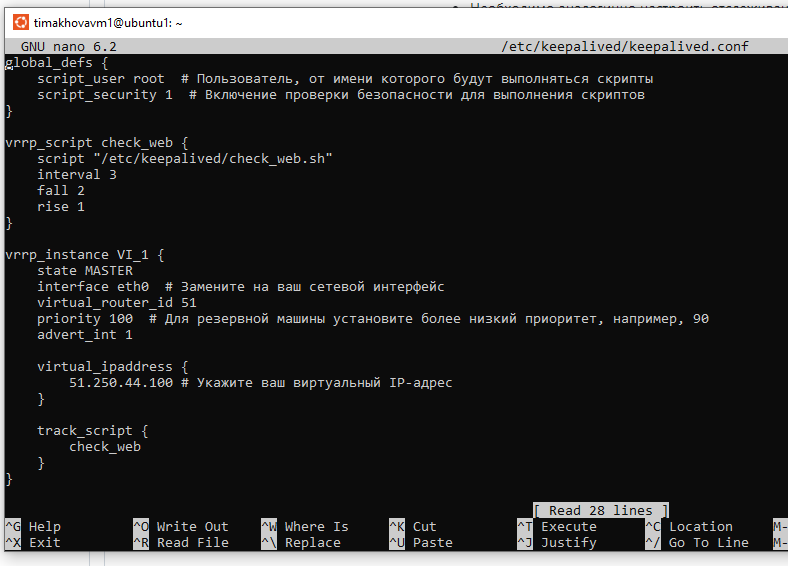 timakhovavm1@ubuntu1: ~
GNU nano 6.2 /etc/keepalived/keepalived.conf
global_defs {
    script_user root  # Пользователь, от имени которого будут выполняться скрипты
    script_security 1  # Включение проверки безопасности для выполнения скриптов
}

vrrp_script check_web {
    script "/etc/keepalived/check_web.sh"
    interval 3
    fall 2
    rise 1
}

vrrp_instance VI_1 {
    state MASTER
    interface eth0  # Замените на ваш сетевой интерфейс
    virtual_router_id 51
    priority 100  # Для резервной машины установите более низкий приоритет, например, 90
    advert_int 1

    virtual_ipaddress {
        51.250.44.100 # Укажите ваш виртуальный IP-адрес
    }

    track_script {
        check_web
    }
}
[ Read 28 lines ]
^G Help ^O Write Out ^W Where Is ^K Cut ^T Execute ^C Location M-
^X Exit ^R Read File ^\ Replace ^U Paste ^J Justify ^/ Go To Line M-